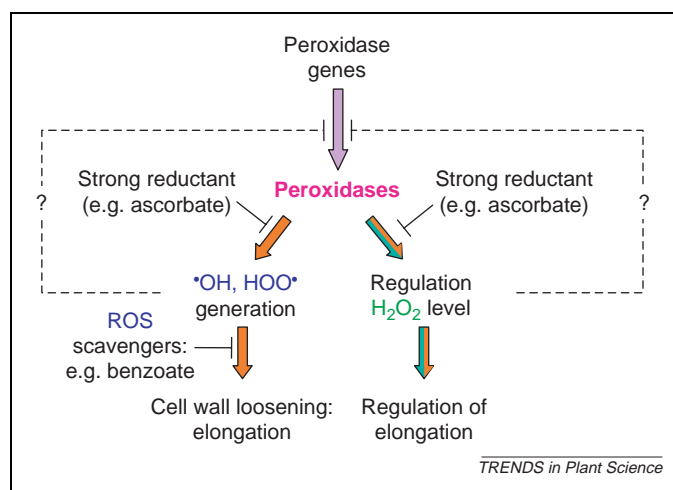 Peroxidase
genes
Peroxidases
Strong reductant
(e.g. ascorbate)
Strong reductant
(e.g. ascorbate)
?
?
•OH, HOO•
generation
Regulation
H₂O₂ level
ROS
scavengers:
e.g. benzoate
Cell wall loosening:
elongation
Regulation of
elongation
TRENDS in Plant Science